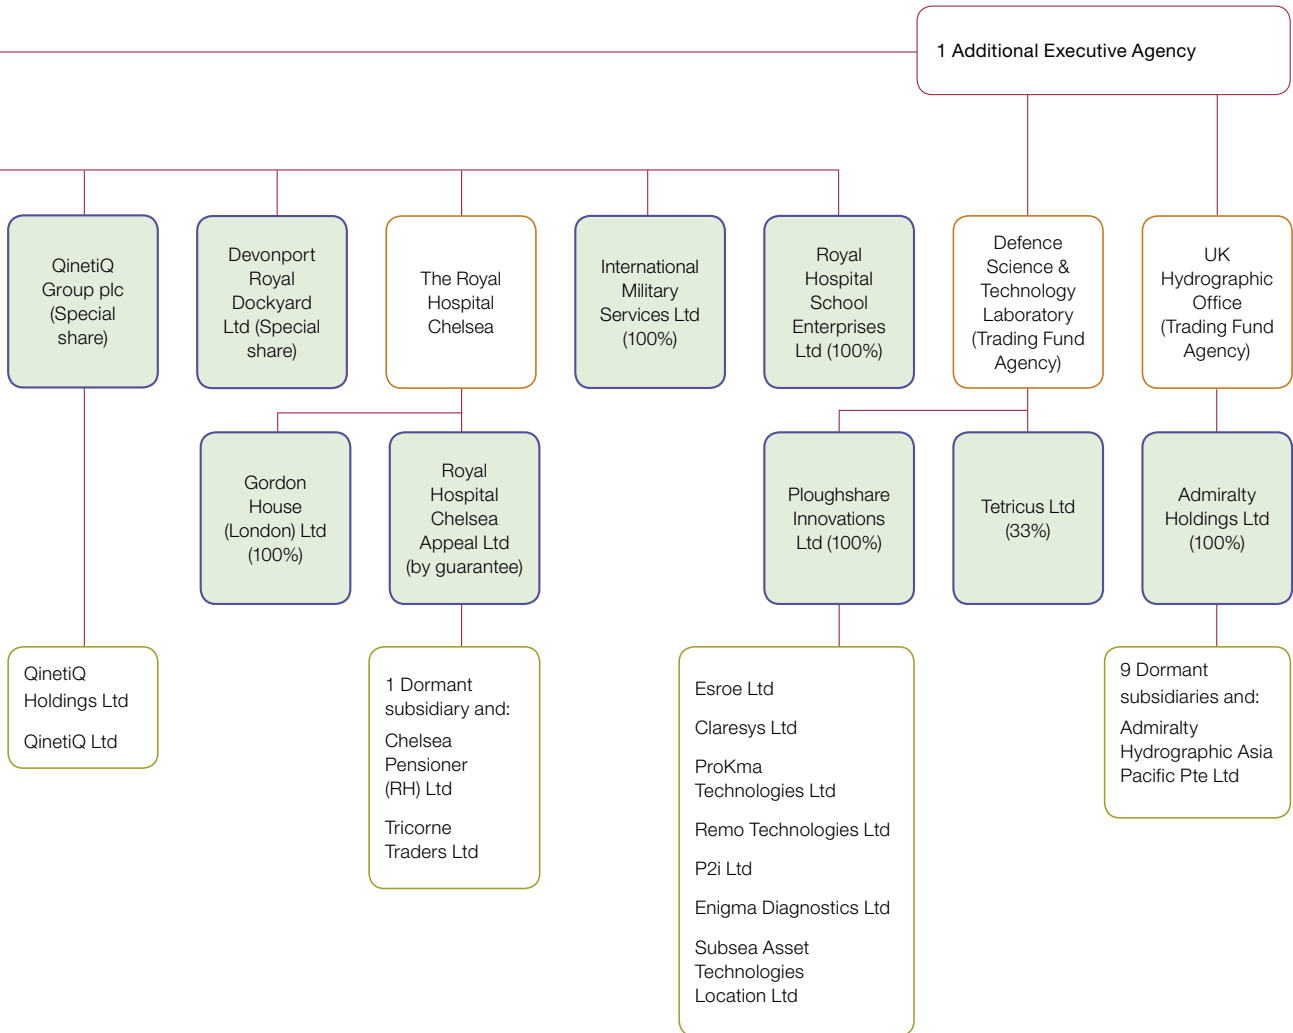 1 Additional Executive Agency
QinetiQ
Group plc
(Special
share)
Devonport
Royal
Dockyard
Ltd (Special
share)
The Royal
Hospital
Chelsea
International
Military
Services Ltd
(100%)
Royal
Hospital
School
Enterprises
Ltd (100%)
Defence
Science &
Technology
Laboratory
(Trading Fund
Agency)
UK
Hydrographic
Office
(Trading Fund
Agency)
Gordon
House
(London) Ltd
(100%)
Royal
Hospital
Chelsea
Appeal Ltd
(by guarantee)
Ploughshare
Innovations
Ltd (100%)
Tetricus Ltd
(33%)
Admiralty
Holdings Ltd
(100%)
QinetiQ
Holdings Ltd
QinetiQ Ltd
1 Dormant
subsidiary and:
Chelsea
Pensioner
(RH) Ltd
Tricorne
Traders Ltd
Esroe Ltd
Claresys Ltd
ProKma
Technologies Ltd
Remo Technologies Ltd
P2i Ltd
Enigma Diagnostics Ltd
Subsea Asset
Technologies
Location Ltd
9 Dormant
subsidiaries and:
Admiralty
Hydrographic Asia
Pacific Pte Ltd